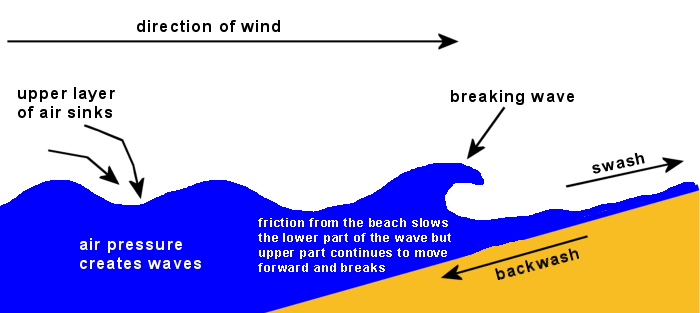 direction of wind
upper layer
of air sinks
breaking wave
swash
friction from the beach slows
the lower part of the wave but
upper part continues to move
forward and breaks
air pressure
creates waves
backwash